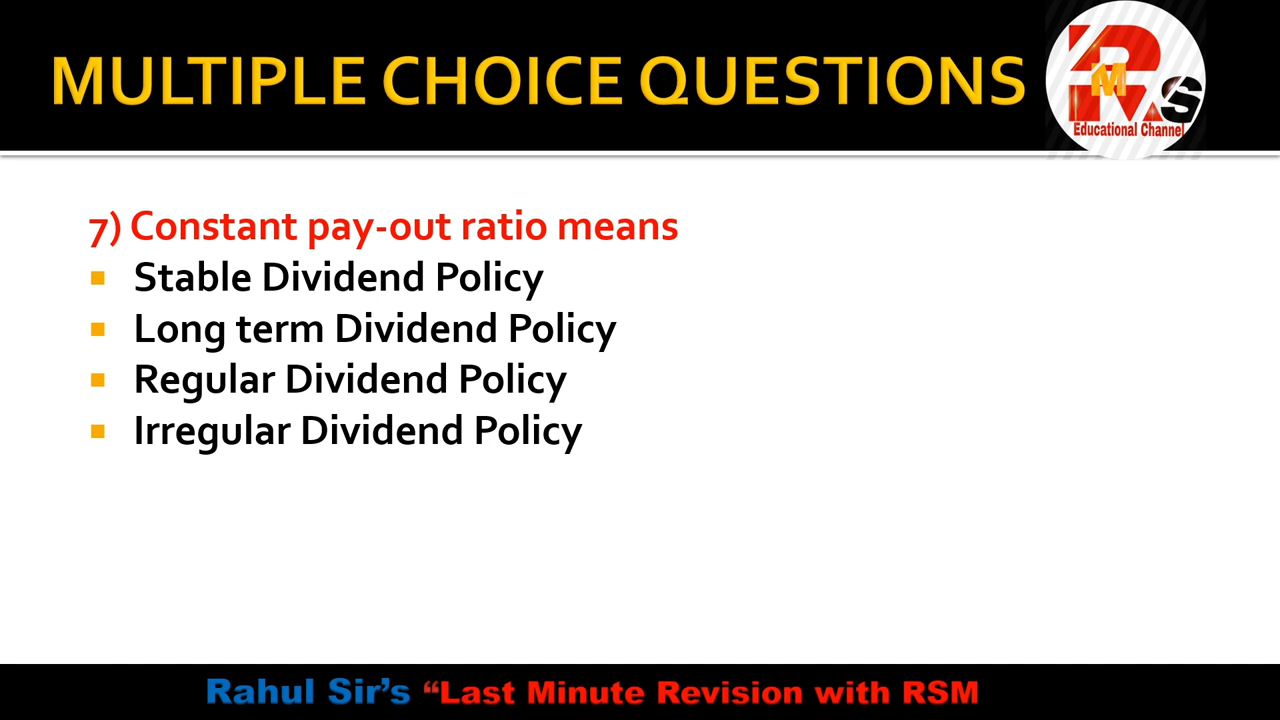 MULTIPLE CHOICE QUESTIONS
RMS
Educational Channel
7) Constant pay-out ratio means
Stable Dividend Policy
Long term Dividend Policy
Regular Dividend Policy
Irregular Dividend Policy
Rahul Sir’s “Last Minute Revision with RSM